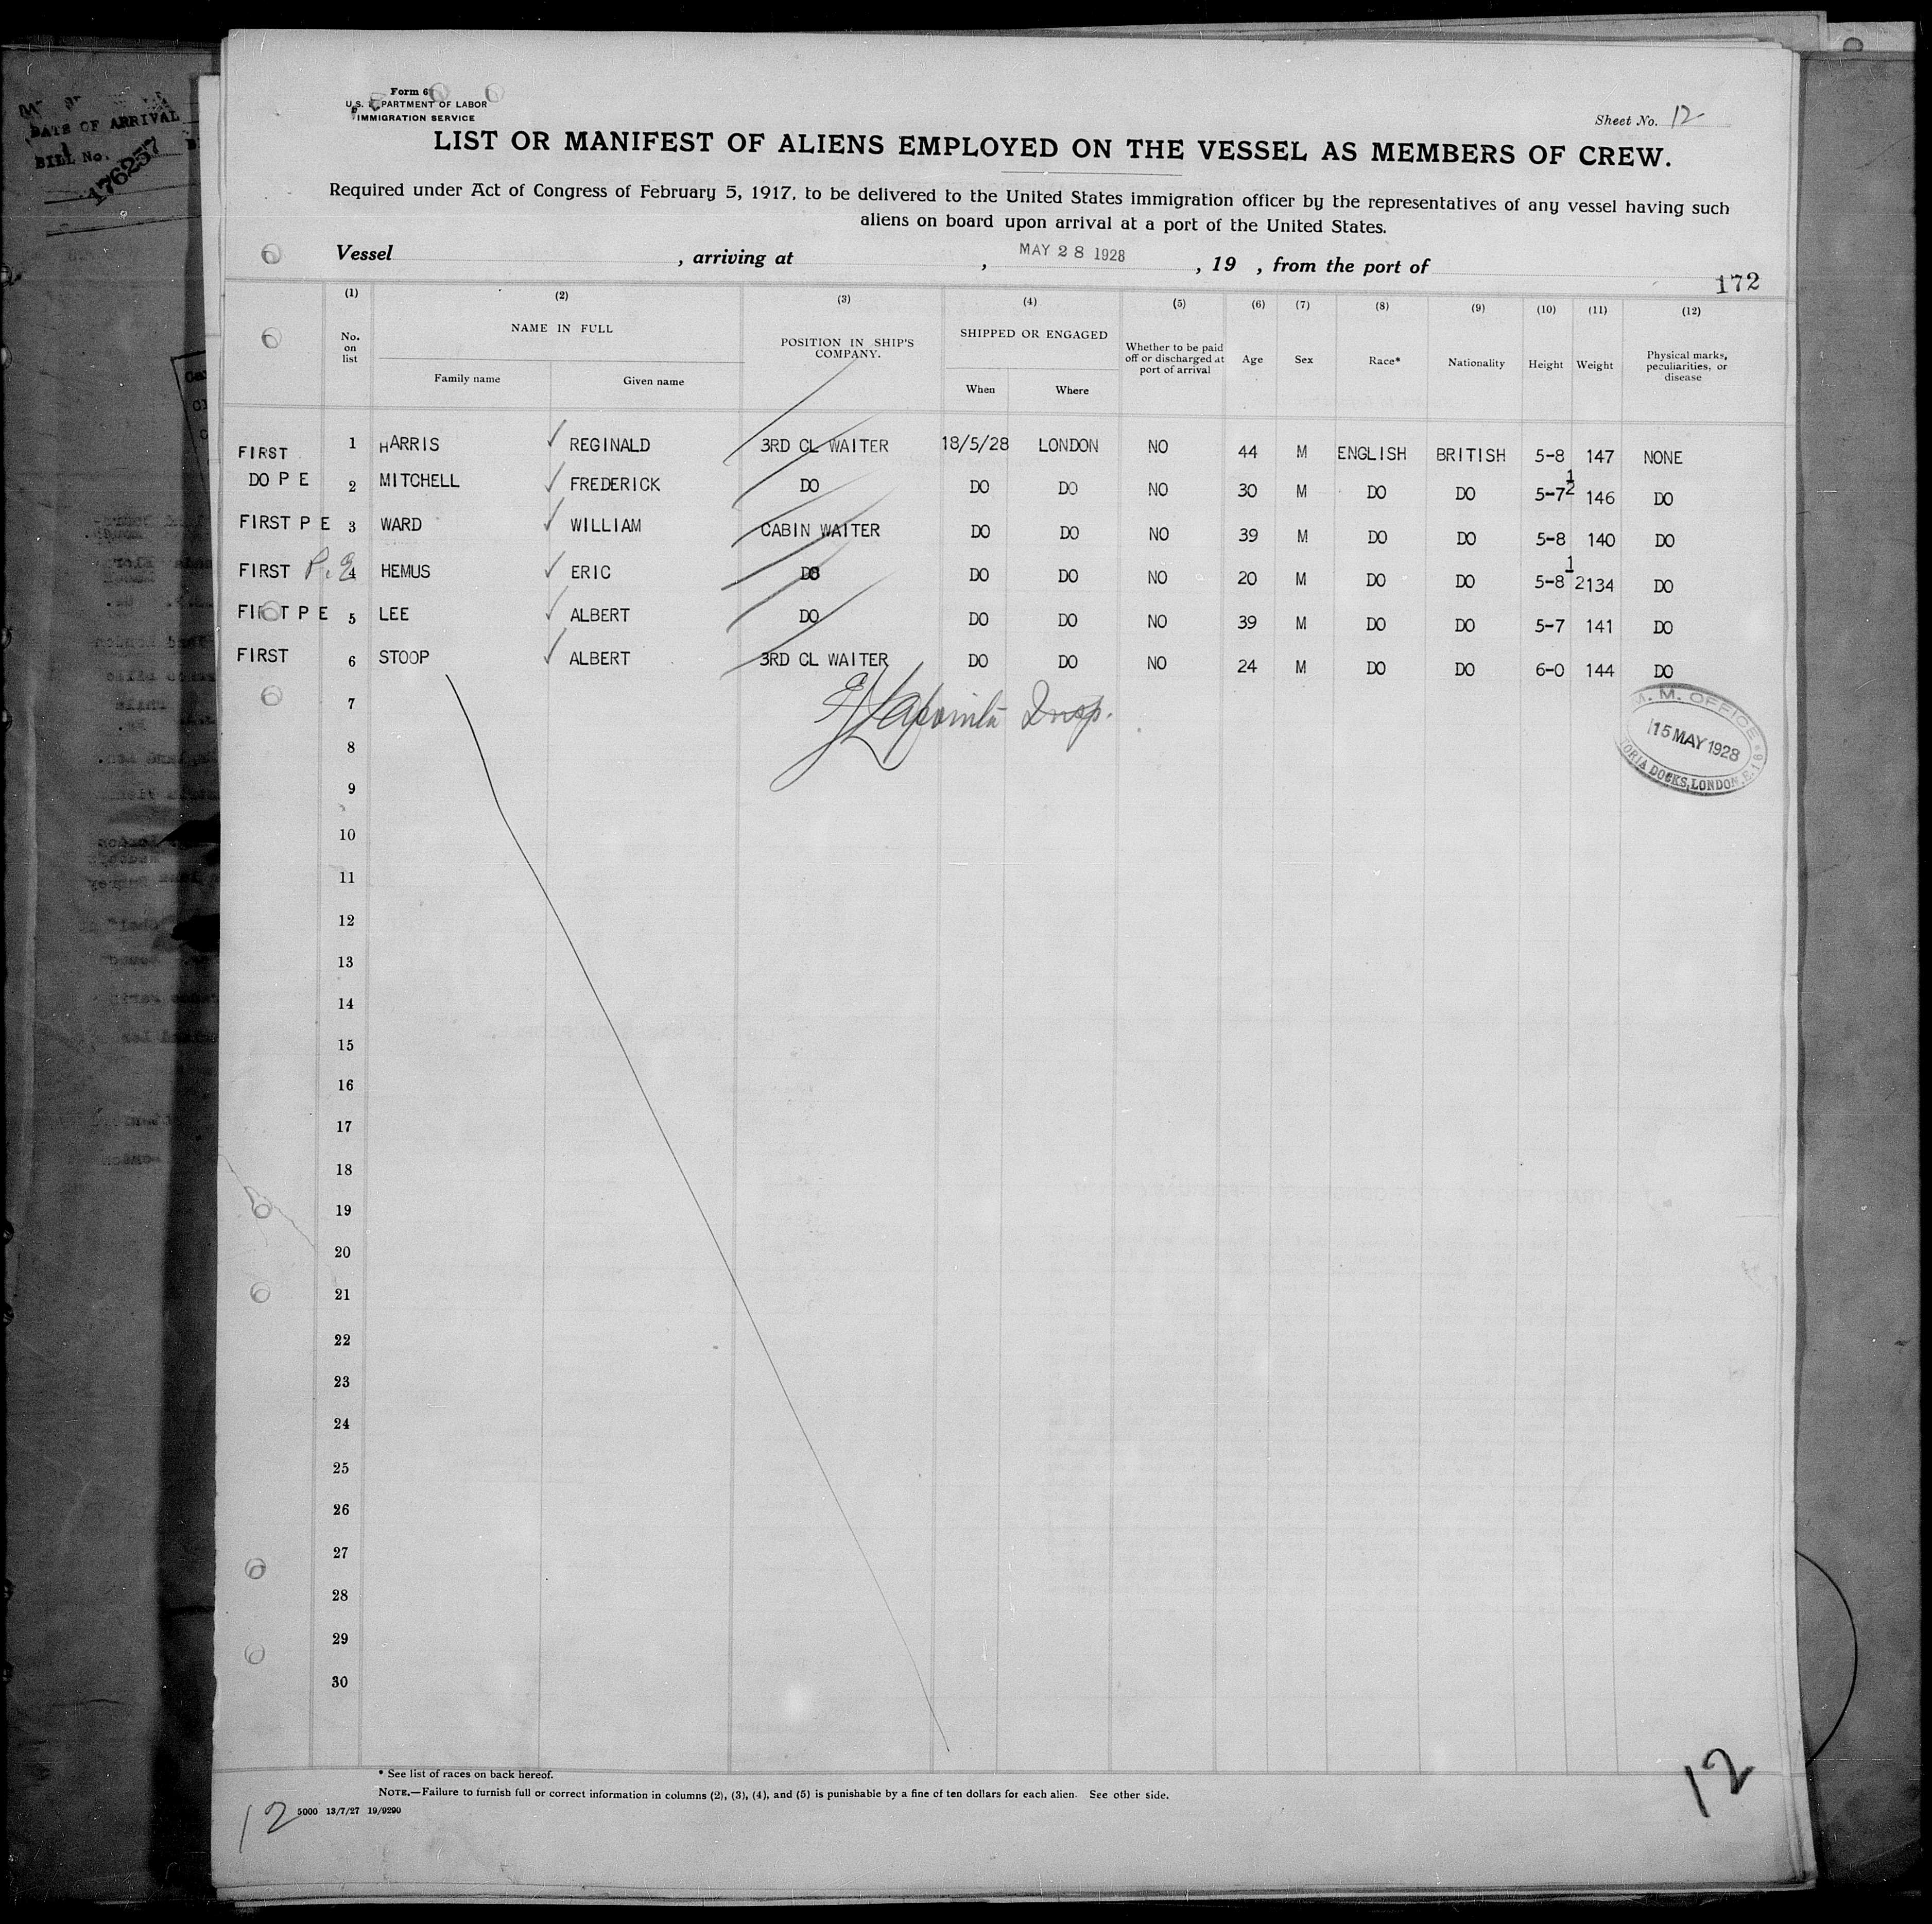 DATE OF ARRIVAL
BILL No.
176257
Form 6
U.S. DEPARTMENT OF LABOR
IMMIGRATION SERVICE
Sheet No. 12
LIST OR MANIFEST OF ALIENS EMPLOYED ON THE VESSEL AS MEMBERS OF CREW.
Required under Act of Congress of February 5, 1917, to be delivered to the United States immigration officer by the representatives of any vessel having such
aliens on board upon arrival at a port of the United States.
Vessel , arriving at , MAY 28 1928 , 19 , from the port of
172
(1) (2) (3) (4) (5) (6) (7) (8) (9) (10) (11) (12)
No. on list NAME IN FULL Family name Given name POSITION IN SHIP'S COMPANY. SHIPPED OR ENGAGED When Where Whether to be paid off or discharged at port of arrival Age Sex Race* Nationality Height Weight Physical marks, peculiarities, or disease
FIRST 1 HARRIS ✓ REGINALD 3RD CL WAITER 18/5/28 LONDON NO 44 M ENGLISH BRITISH 5-8 147 NONE
DO P E 2 MITCHELL ✓ FREDERICK DO DO DO NO 30 M DO DO 5-7½ 146 DO
FIRST P E 3 WARD ✓ WILLIAM CABIN WAITER DO DO NO 39 M DO DO 5-8 140 DO
FIRST P.E 4 HEMUS ✓ ERIC DO DO DO NO 20 M DO DO 5-8½ 134 DO
FIRST P E 5 LEE ✓ ALBERT DO DO DO NO 39 M DO DO 5-7 141 DO
FIRST 6 STOOP ✓ ALBERT 3RD CL WAITER DO DO NO 24 M DO DO 6-0 144 DO
Lapointe Insp.
M. M. OFFICE
15 MAY 1928
TORIA DOCKS, LONDON, E.16
7
8
9
10
11
12
13
14
15
16
17
18
19
20
21
22
23
24
25
26
27
28
29
30
* See list of races on back hereof.
NOTE.—Failure to furnish full or correct information in columns (2), (3), (4), and (5) is punishable by a fine of ten dollars for each alien. See other side.
12 5000 13/7/27 19/9290
12